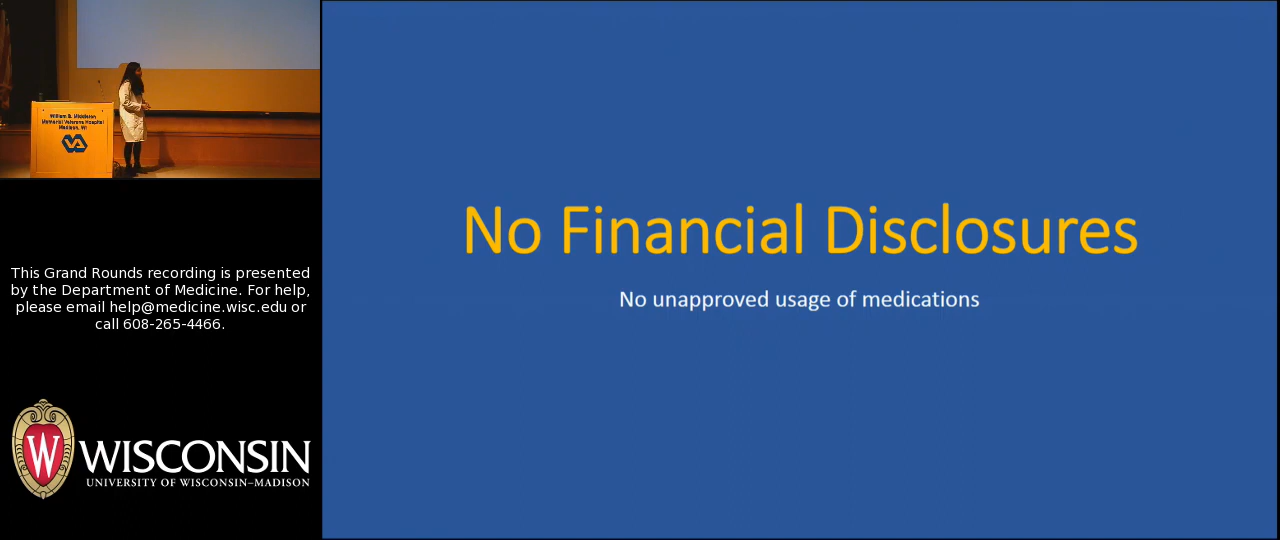 William S. Middleton
Memorial Veterans Hospital
Madison, WI
VA
This Grand Rounds recording is presented
by the Department of Medicine. For help,
please email help@medicine.wisc.edu or
call 608-265-4466.
W
WISCONSIN
UNIVERSITY OF WISCONSIN–MADISON
No Financial Disclosures
No unapproved usage of medications